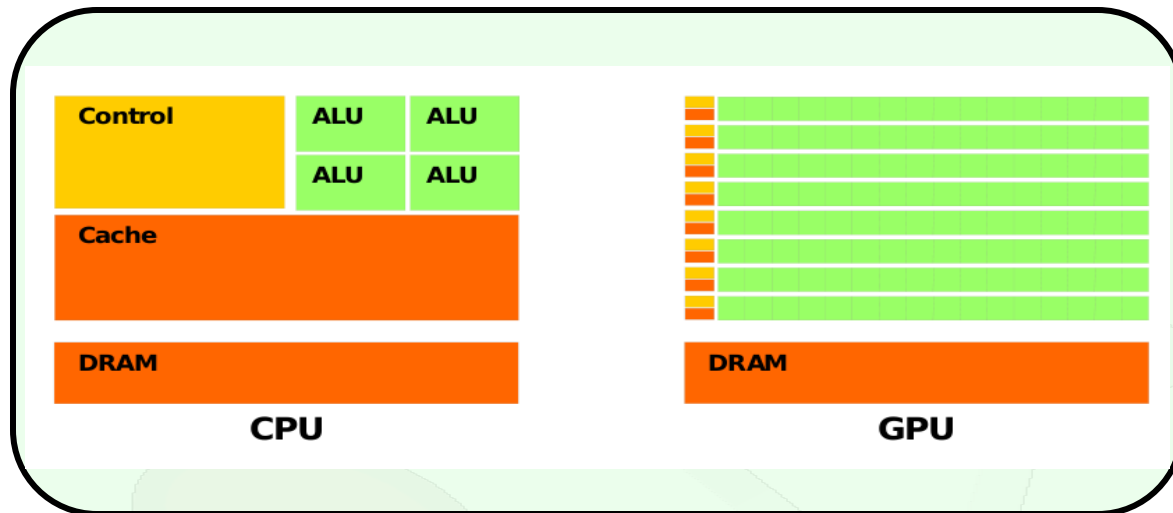 Control
ALU ALU
ALU ALU
Cache
DRAM
CPU
DRAM
GPU